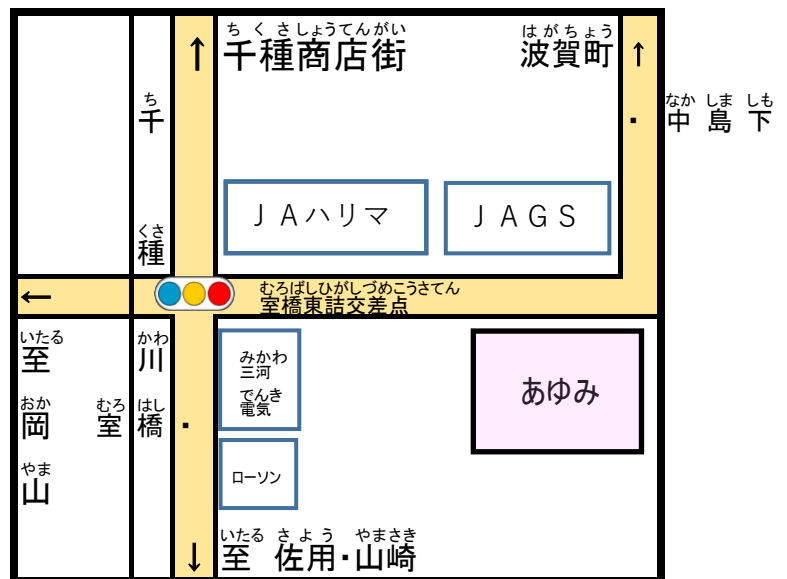 ↑
ちくさしょうてんがい
千種商店街
はがちょう
波賀町
↑
ち
千
くさ
種
・
なか しま しも
中島下
JAハリマ
JAGS
←
むろばしひがしづめこうさてん
室橋東詰交差点
いたる
至
おか
岡
やま
山
かわ
川
むろ はし
室橋
・
みかわ
三河
でんき
電気
ローソン
あゆみ
↓
いたる さよう やまさき
至 佐用・山崎